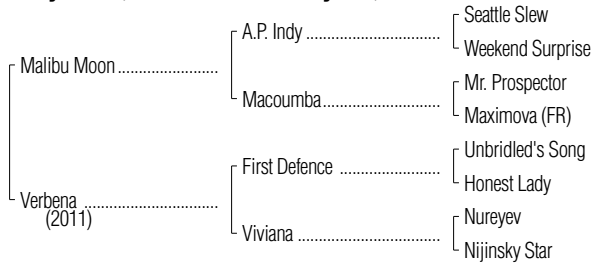 Seattle Slew
A.P. Indy ........................................
Weekend Surprise
Malibu Moon ..............................
Mr. Prospector
Macoumba...................................
Maximova (FR)
Unbridled's Song
First Defence ..............................
Honest Lady
Verbena ........................................
(2011)
Nureyev
Viviana ..........................................
Nijinsky Star